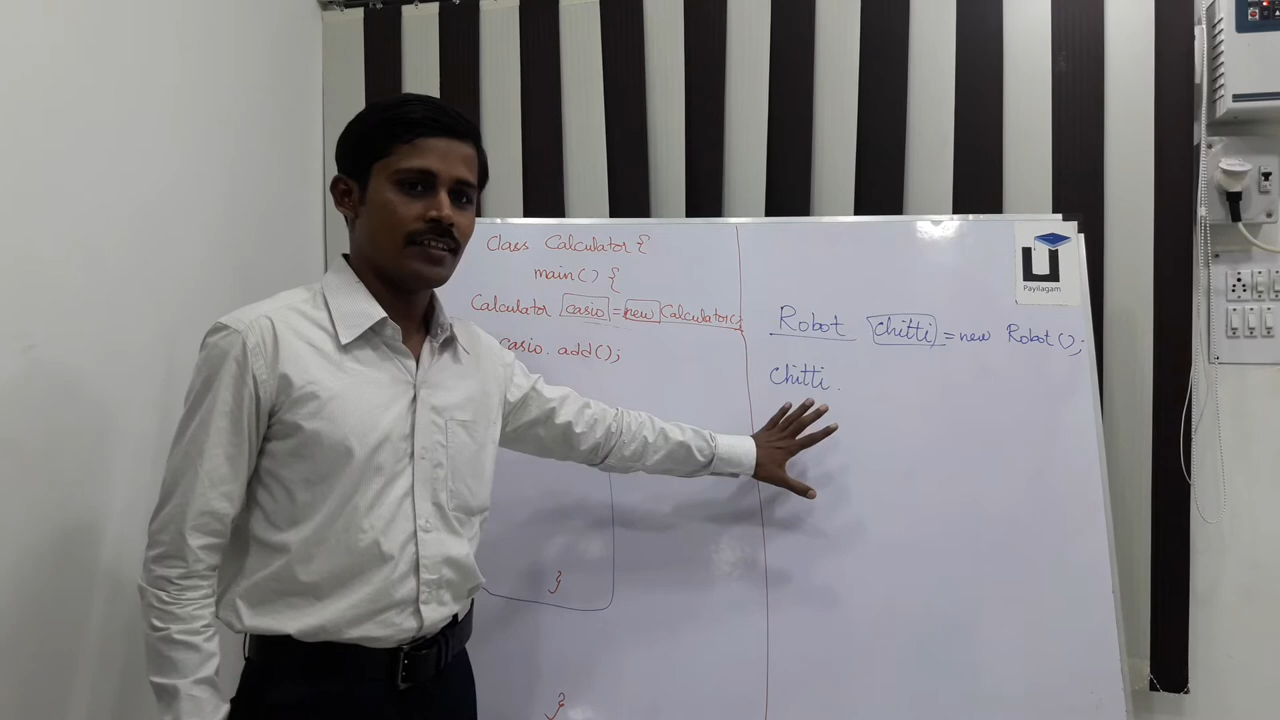 Class Calculator {
main() {
Calculator casio = new Calculator();
casio. add();
}
}
Robot chitti = new Robot();
chitti.
Payilagam